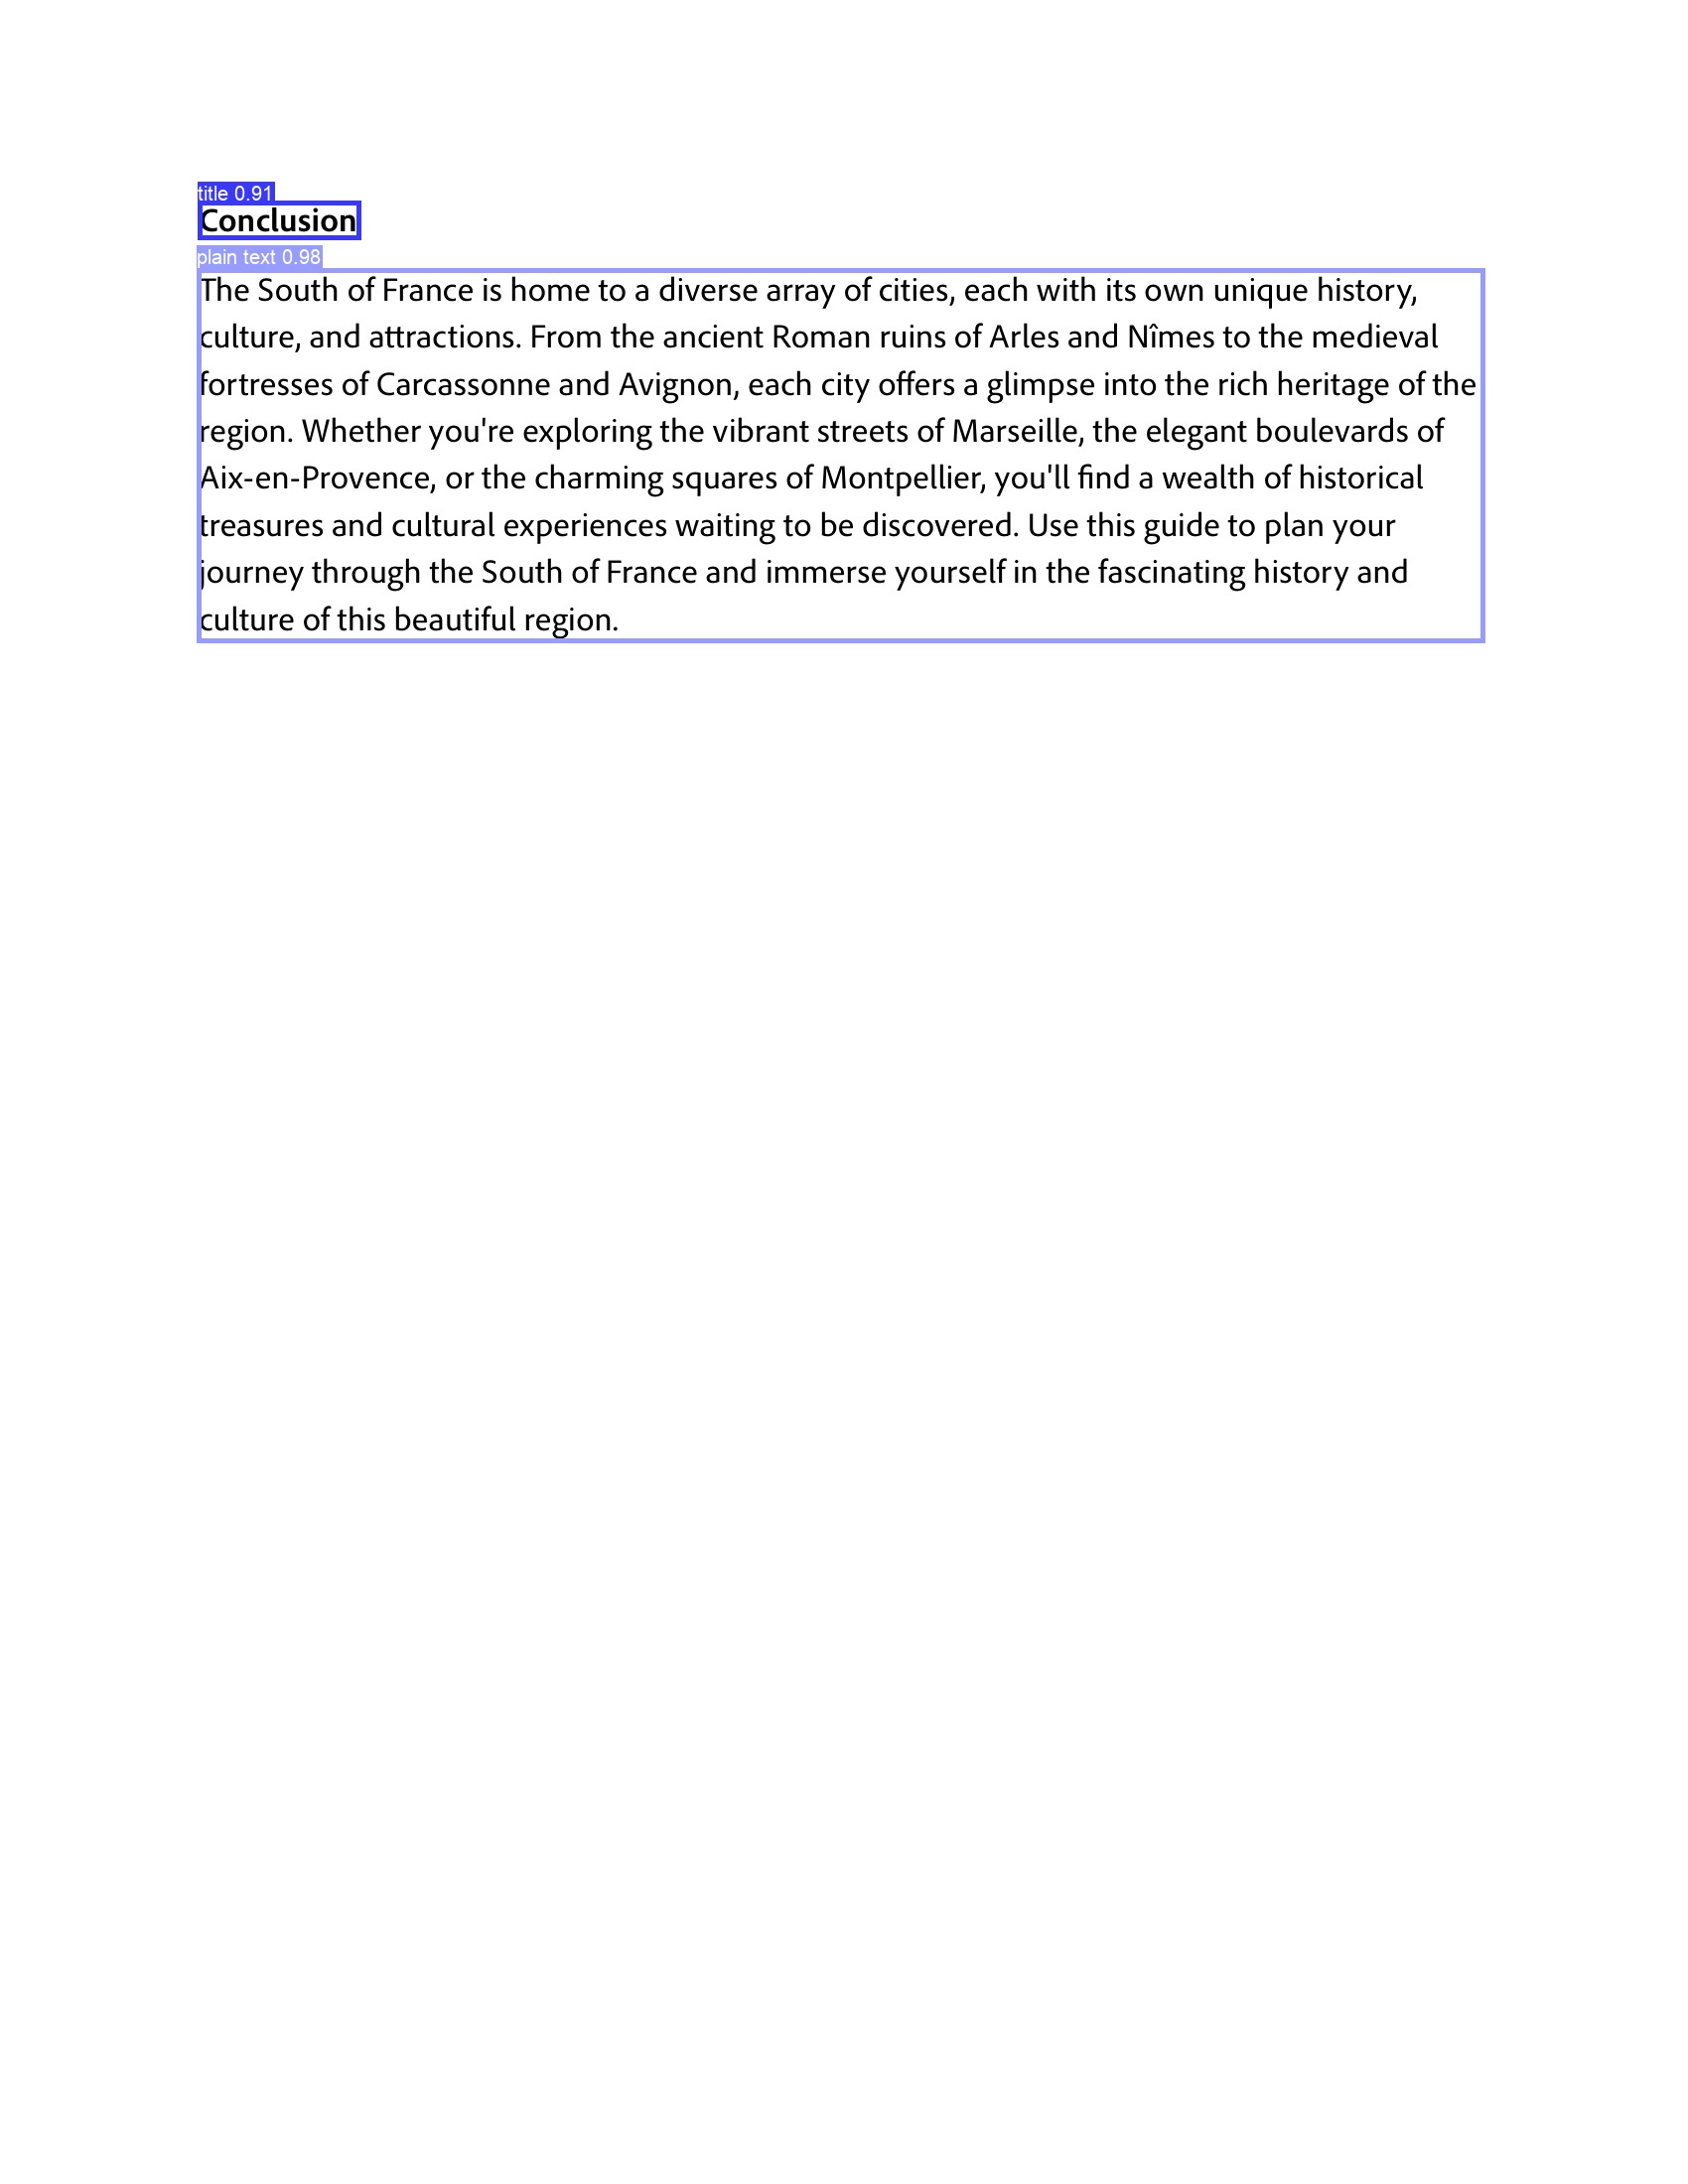 title 0.91
Conclusion
plain text 0.98
The South of France is home to a diverse array of cities, each with its own unique history,
culture, and attractions. From the ancient Roman ruins of Arles and Nîmes to the medieval
fortresses of Carcassonne and Avignon, each city offers a glimpse into the rich heritage of the
region. Whether you're exploring the vibrant streets of Marseille, the elegant boulevards of
Aix-en-Provence, or the charming squares of Montpellier, you'll find a wealth of historical
treasures and cultural experiences waiting to be discovered. Use this guide to plan your
journey through the South of France and immerse yourself in the fascinating history and
culture of this beautiful region.